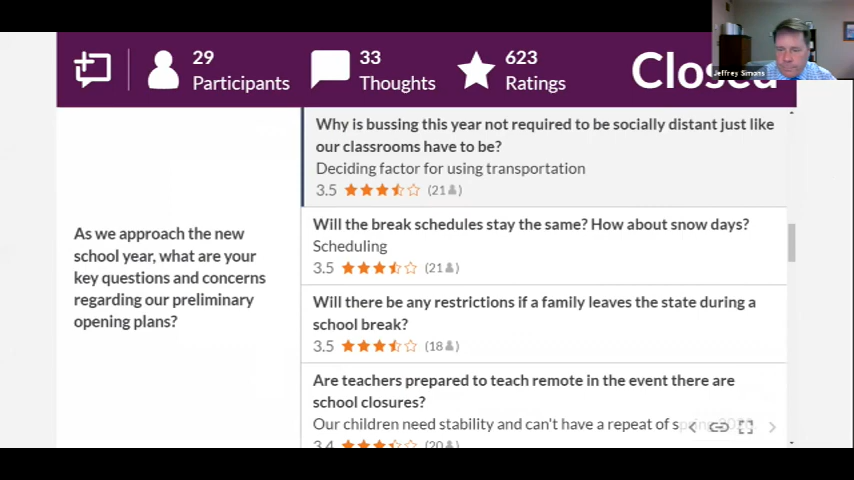 29
Participants
33
Thoughts
623
Ratings
Closed
Jeffrey Simons
As we approach the new
school year, what are your
key questions and concerns
regarding our preliminary
opening plans?
Why is bussing this year not required to be socially distant just like
our classrooms have to be?
Deciding factor for using transportation
3.5 (21)
Will the break schedules stay the same? How about snow days?
Scheduling
3.5 (21)
Will there be any restrictions if a family leaves the state during a
school break?
3.5 (18)
Are teachers prepared to teach remote in the event there are
school closures?
Our children need stability and can't have a repeat of spring
3.4 (20)